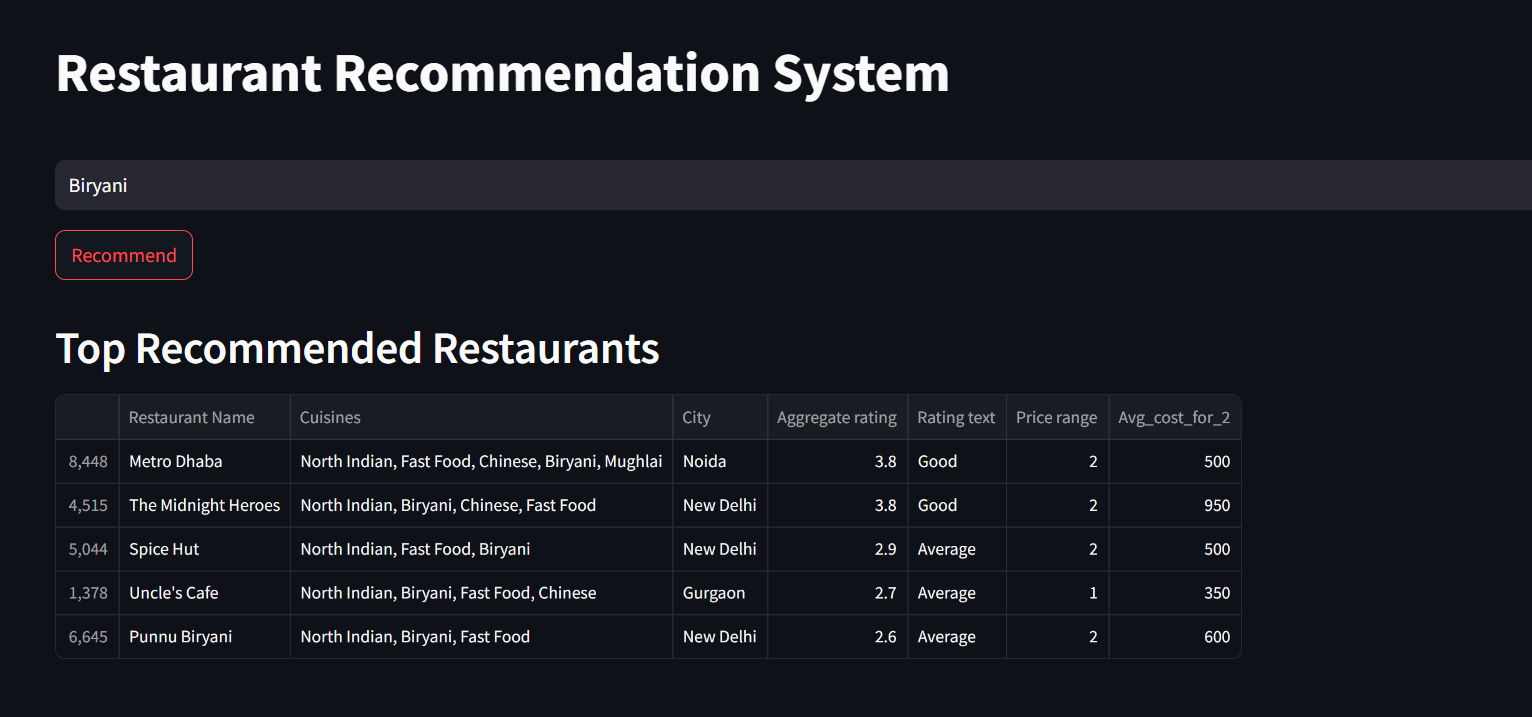 Restaurant Recommendation System
Biryani
Recommend
Top Recommended Restaurants
Restaurant Name Cuisines City Aggregate rating Rating text Price range Avg_cost_for_2
8,448 Metro Dhaba North Indian, Fast Food, Chinese, Biryani, Mughlai Noida 3.8 Good 2 500
4,515 The Midnight Heroes North Indian, Biryani, Chinese, Fast Food New Delhi 3.8 Good 2 950
5,044 Spice Hut North Indian, Fast Food, Biryani New Delhi 2.9 Average 2 500
1,378 Uncle's Cafe North Indian, Biryani, Fast Food, Chinese Gurgaon 2.7 Average 1 350
6,645 Punnu Biryani North Indian, Biryani, Fast Food New Delhi 2.6 Average 2 600